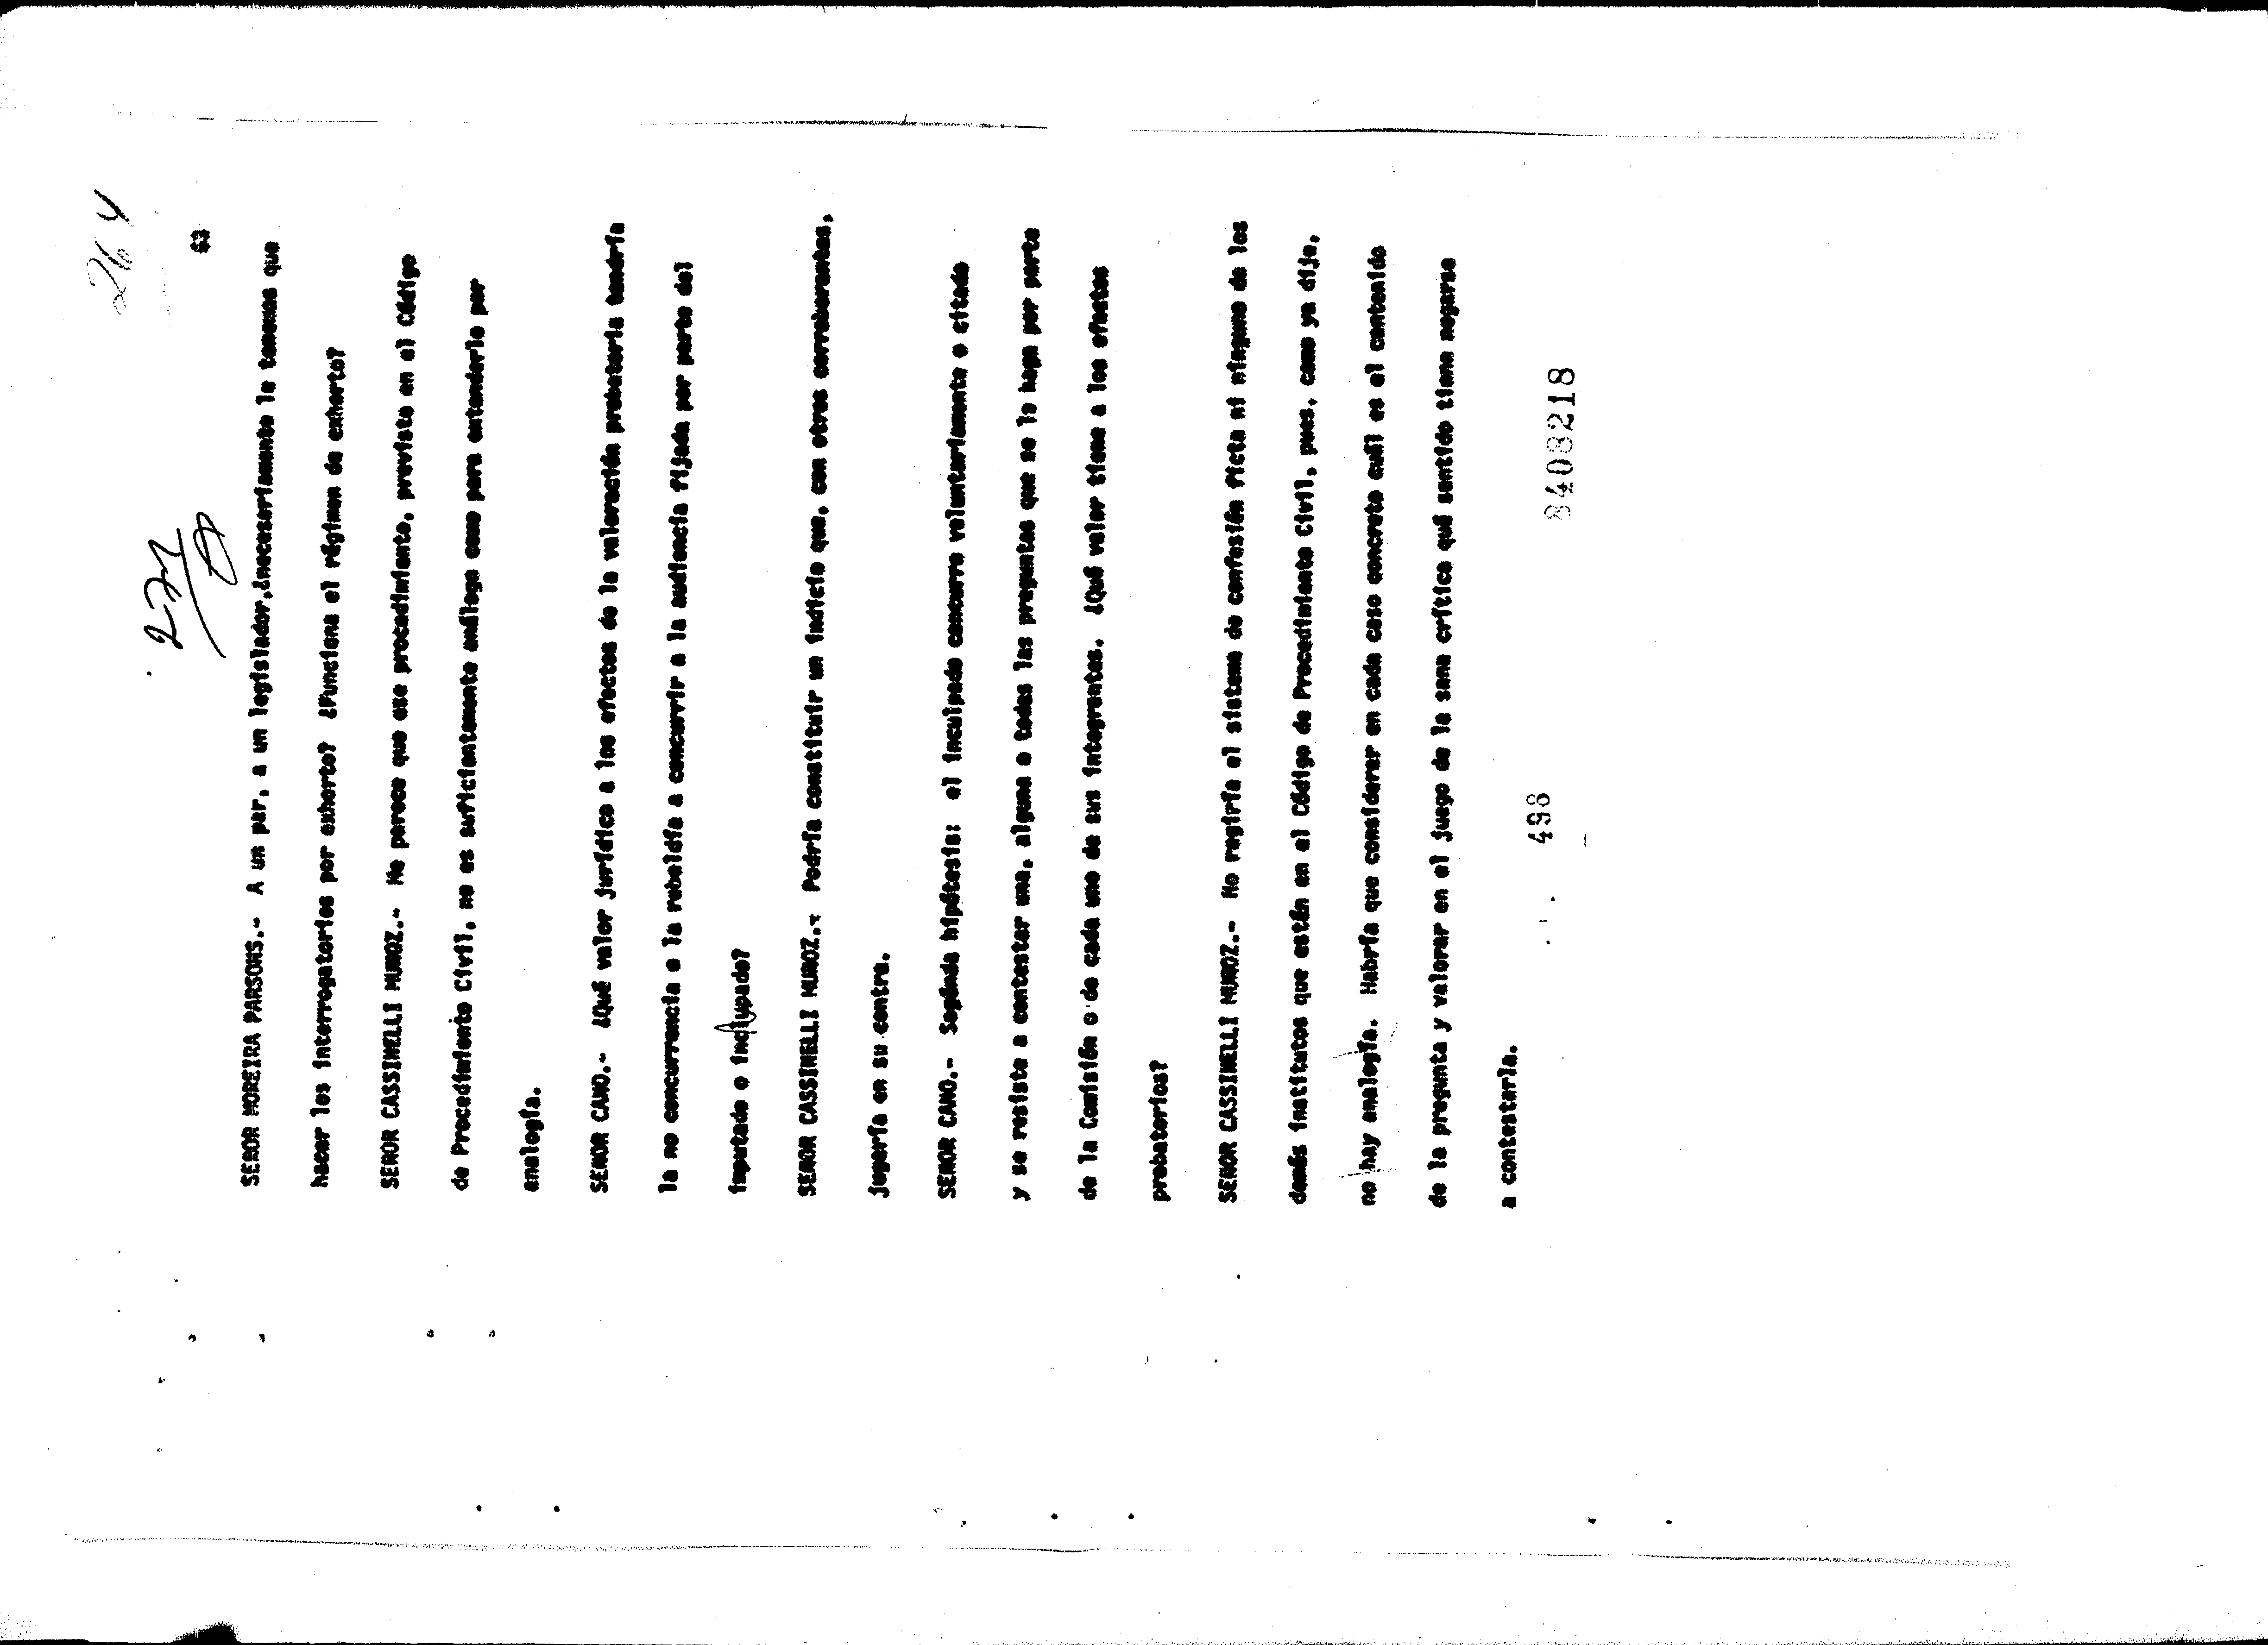 264
272
63
SEÑOR MOREIRA PARSONS.- A un par, a un legislador,¿necesariamente le tenemos que
hacer los interrogatorios por exhorto? ¿Funciona el régimen de exhorto?
SEÑOR CASSINELLI MUÑOZ.- Me parece que ese procedimiento, previsto en el Código
de Procedimiento Civil, no es suficientemente análogo como para entenderlo por
analogía.
SEÑOR CANO.- ¿Qué valor jurídico a los efectos de la valoración probatoria tendría
la no concurrencia o la rebeldía a concurrir a la audiencia fijada por parte del
imputado o inclupado?
SEÑOR CASSINELLI MUÑOZ.- Podría constituir un indicio que, con otros corroborantes,
jugaría en su contra.
SEÑOR CANO.- Segúnda hipótesis: el inculpado concurre voluntariamente o citado
y se resiste a contestar una, alguna o todas las preguntas que se le haga por parte
de la Comisión o de cada uno de sus integrantes. ¿Qué valor tiene a los efectos
probatorios?
SEÑOR CASSINELLI MUÑOZ.- No regiría el sistema de confesión ficta ni ninguno de los
demás institutos que están en el Código de Procedimiento Civil, pues, como ya dije,
no hay analogía. Habría que considerar en cada caso concreto cuál es el contenido
de la pregunta y valorar en el juego de la sana crítica qué sentido tiene negarse
a contestarla.
498
8408218